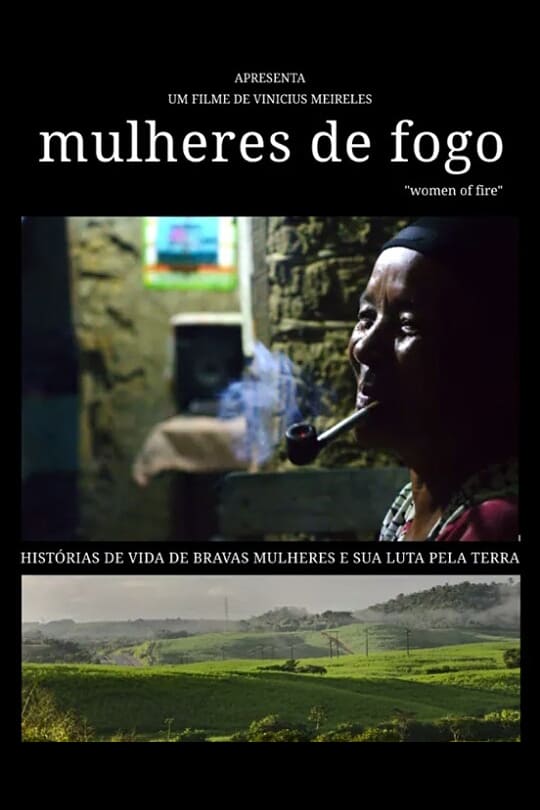 APRESENTA
UM FILME DE VINICIUS MEIRELES
mulheres de fogo
"women of fire"
HISTÓRIAS DE VIDA DE BRAVAS MULHERES E SUA LUTA PELA TERRA